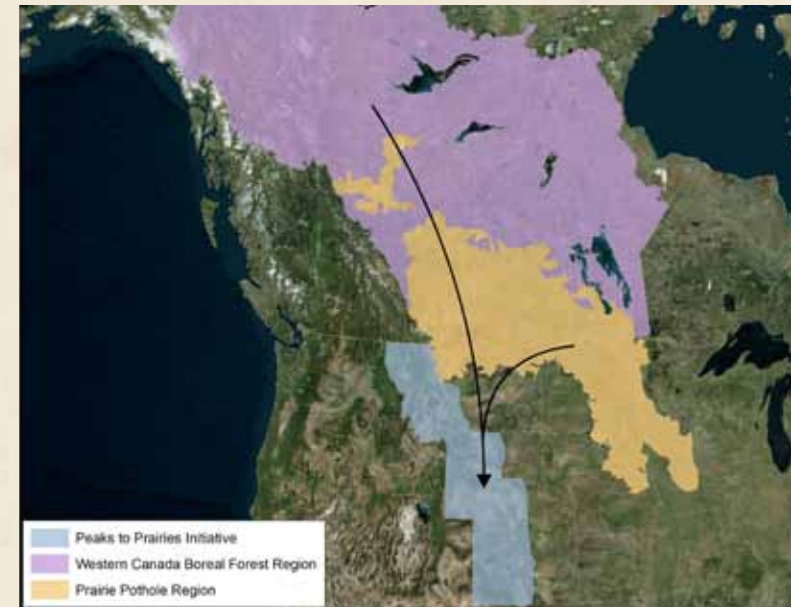 Peaks to Prairies Initiative
Western Canada Boreal Forest Region
Prairie Pothole Region